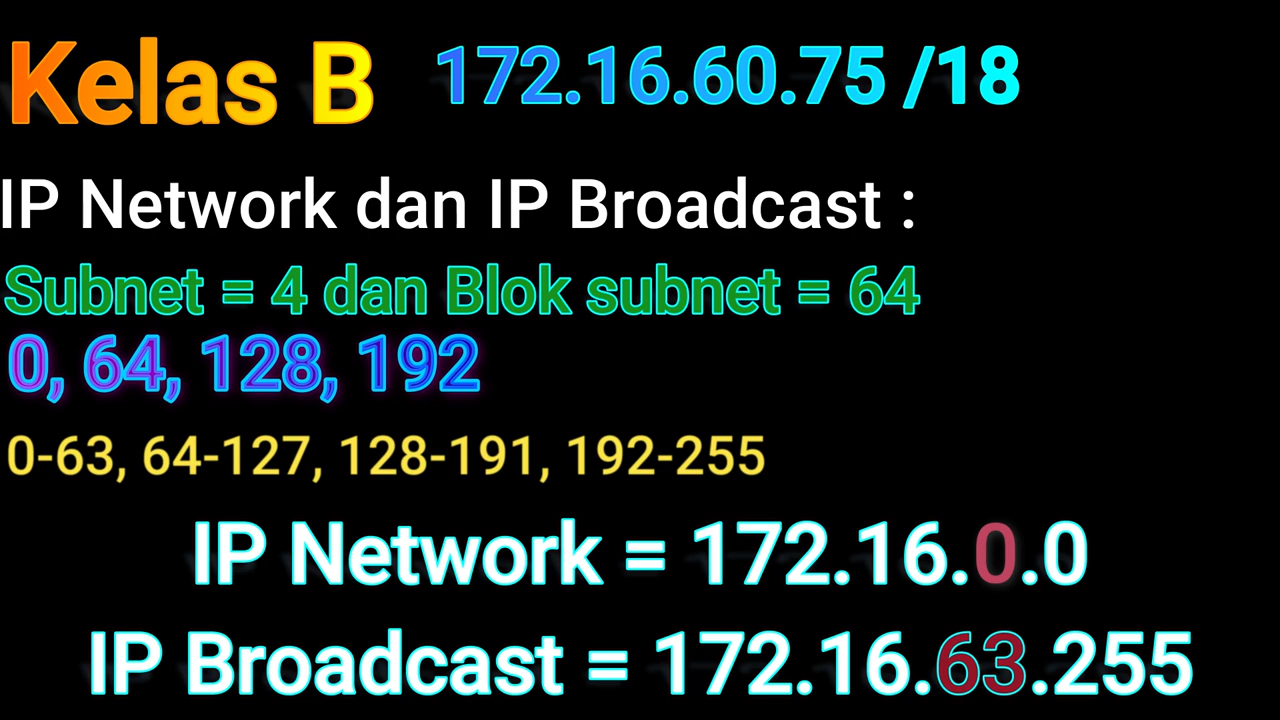 Kelas B 172.16.60.75 /18
IP Network dan IP Broadcast :
Subnet = 4 dan Blok subnet = 64
0, 64, 128, 192
0-63, 64-127, 128-191, 192-255
IP Network = 172.16.0.0
IP Broadcast = 172.16.63.255